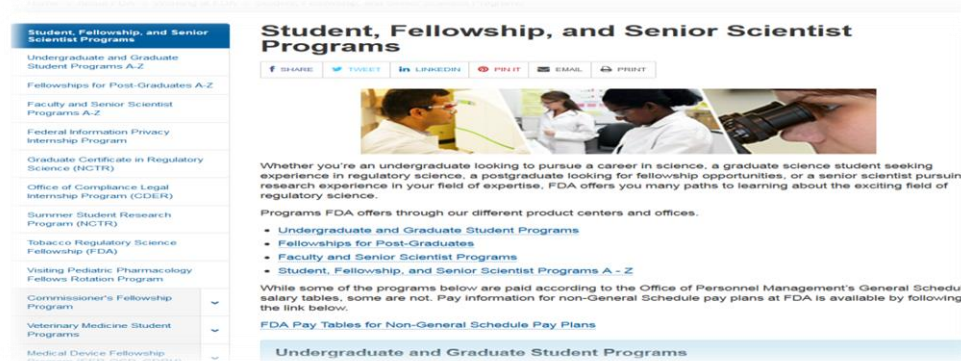 Student, Fellowship, and Senior
Scientist Programs
Undergraduate and Graduate
Student Programs A-Z
Fellowships for Post-Graduates A-Z
Faculty and Senior Scientist
Programs A-Z
Federal Information Privacy
Internship Program
Graduate Certificate in Regulatory
Science (NCTR)
Office of Compliance Legal
Internship Program (CDER)
Summer Student Research
Program (NCTR)
Tobacco Regulatory Science
Fellowship (FDA)
Visiting Pediatric Pharmacology
Fellows Rotation Program
Commissioner's Fellowship
Program
Veterinary Medicine Student
Programs
Medical Device Fellowship
Student, Fellowship, and Senior Scientist
Programs
f SHARE TWEET in LINKEDIN PIN IT EMAIL PRINT
Whether you're an undergraduate looking to pursue a career in science, a graduate science student seeking
experience in regulatory science, a postgraduate looking for fellowship opportunities, or a senior scientist pursuin
research experience in your field of expertise, FDA offers you many paths to learning about the exciting field of
regulatory science.
Programs FDA offers through our different product centers and offices.
• Undergraduate and Graduate Student Programs
• Fellowships for Post-Graduates
• Faculty and Senior Scientist Programs
• Student, Fellowship, and Senior Scientist Programs A - Z
While some of the programs below are paid according to the Office of Personnel Management's General Schedu
salary tables, some are not. Pay information for non-General Schedule pay plans at FDA is available by following
the link below.
FDA Pay Tables for Non-General Schedule Pay Plans
Undergraduate and Graduate Student Programs